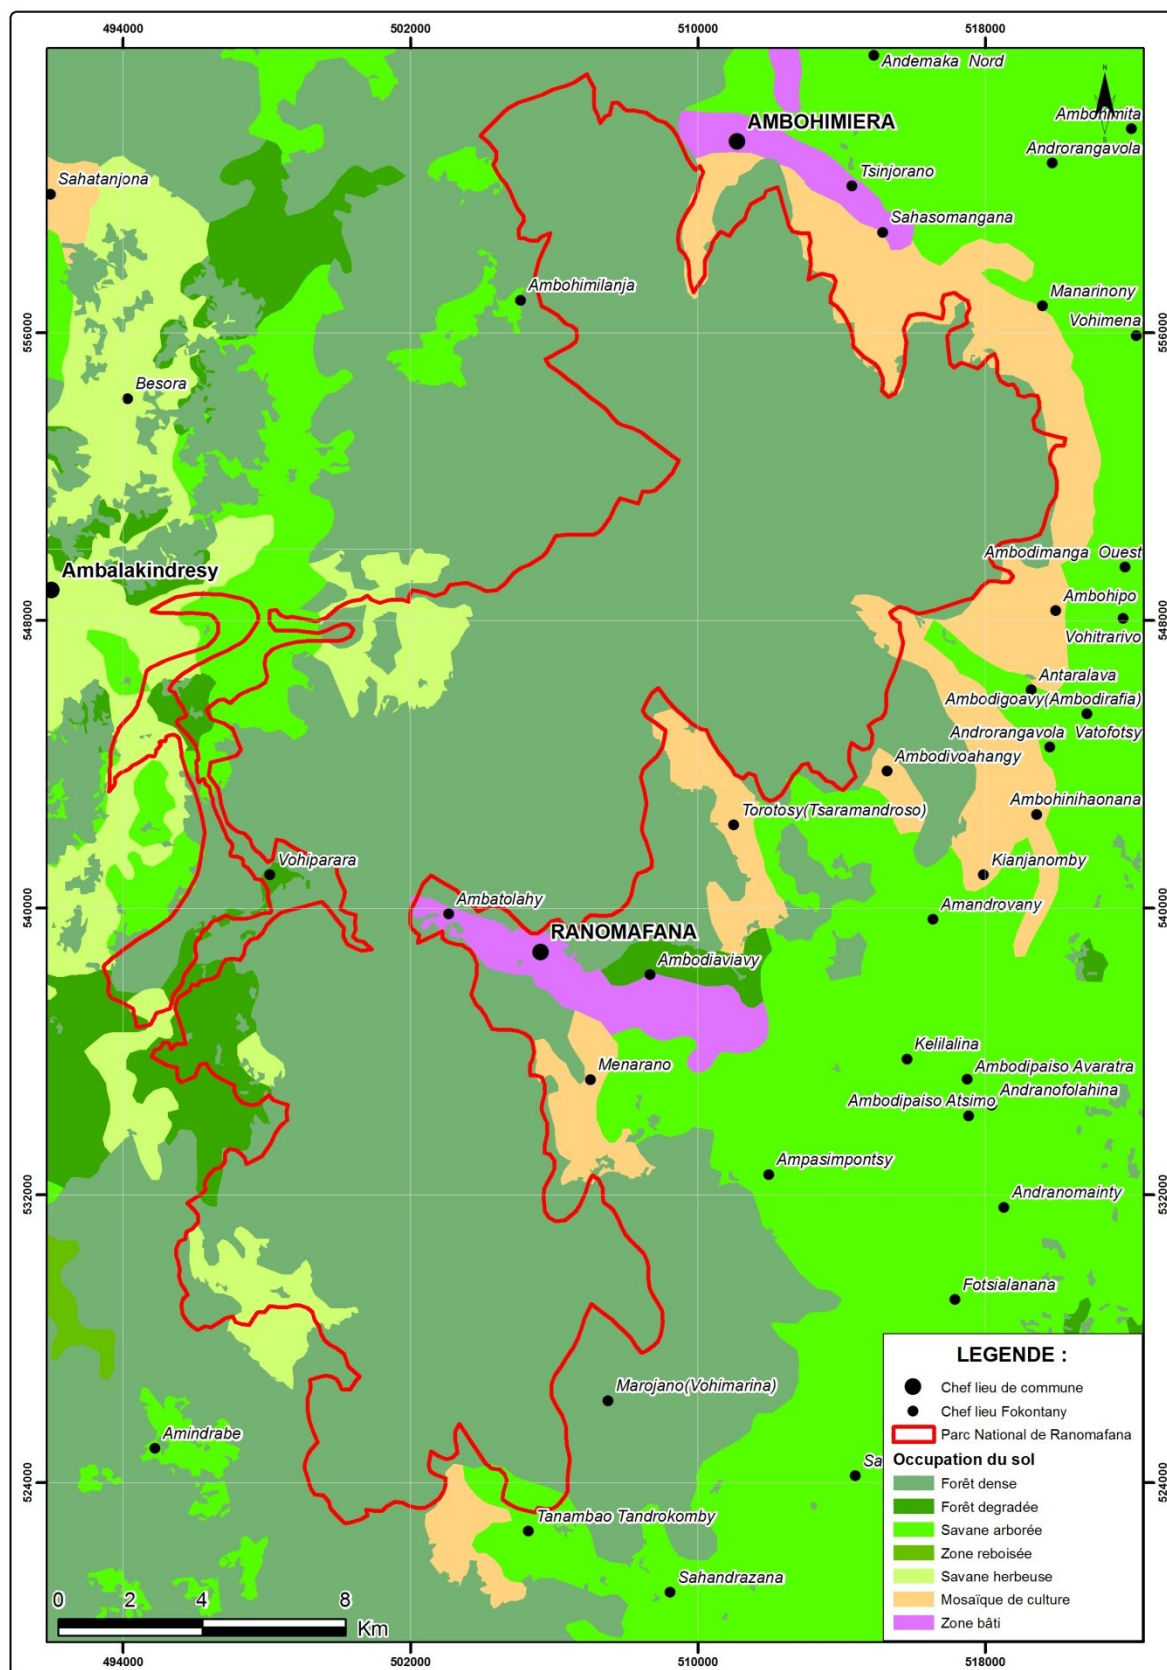 494000 502000 510000 518000
Andemaka Nord
N
S
AMBOHIMIERA
Ambohimita
Androrangavola
Sahatanjona
Tsinjorano
Sahasomangana
Ambohimilanja
Manarinony
Vohimena
556000 556000
Besora
Ambodimanga Ouest
Ambalakindresy
Ambohipo
548000 548000
Vohitrarivo
Antaralava
Ambodigoavy(Ambodirafia)
Androrangavola Vatofotsy
Ambodivoahangy
Torotosy(Tsaramandroso)
Ambohinihaonana
Vohiparara
Kianjanomby
Ambatolahy
540000 540000
Amandrovany
RANOMAFANA
Ambodiaviavy
Kelilalina
Menarano
Ambodipaiso Avaratra
Andranofolahina
Ambodipaiso Atsimo
Ampasimpontsy
532000 532000
Andranomainty
Fotsialanana
Marojano(Vohimarina)
Amindrabe
Sa
524000 524000
Tanambao Tandrokomby
Sahandrazana
0 2 4 8
Km
LEGENDE :
Chef lieu de commune
Chef lieu Fokontany
Parc National de Ranomafana
Occupation du sol
Forêt dense
Forêt degradée
Savane arborée
Zone reboisée
Savane herbeuse
Mosaïque de culture
Zone bâti
494000 502000 510000 518000